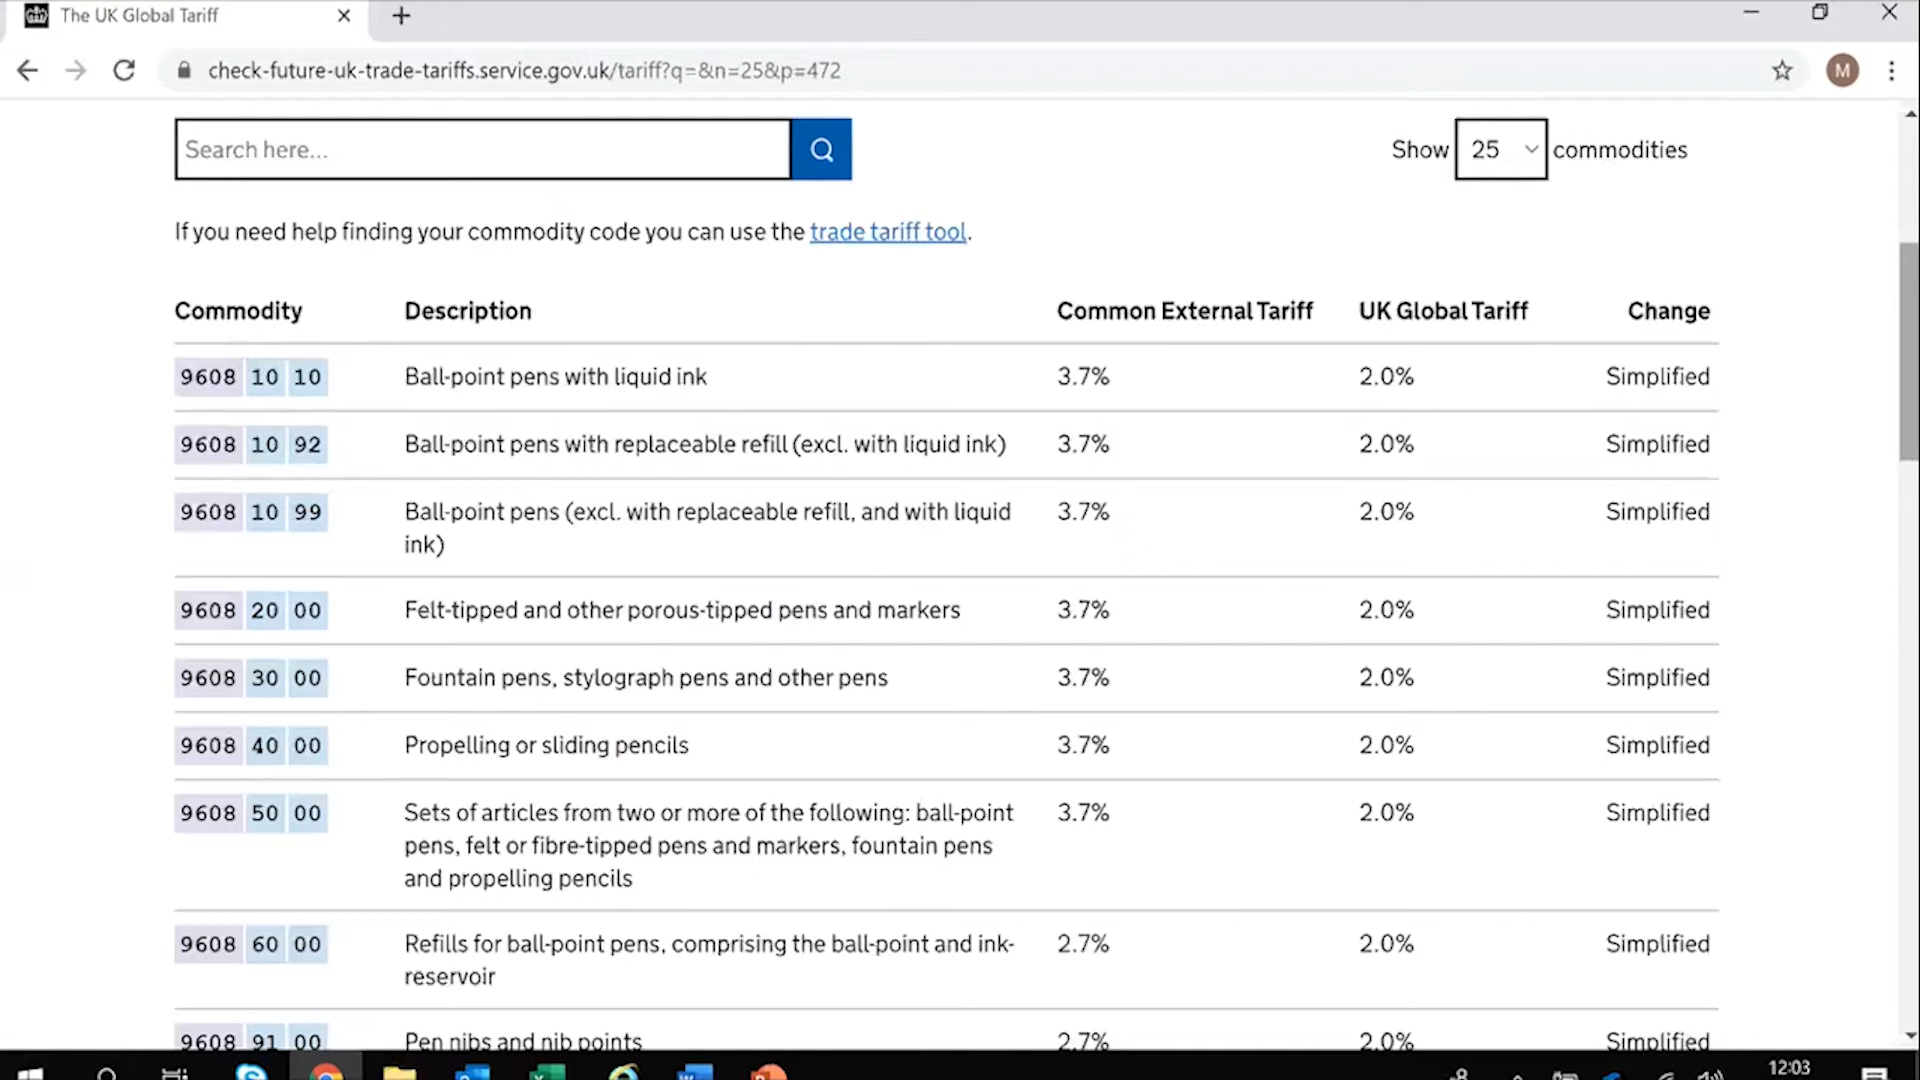 The UK Global Tariff
check-future-uk-trade-tariffs.service.gov.uk/tariff?q=&n=25&p=472
M
Search here...
Show 25 commodities
If you need help finding your commodity code you can use the trade tariff tool.
Commodity Description Common External Tariff UK Global Tariff Change
9608 10 10 Ball-point pens with liquid ink 3.7% 2.0% Simplified
9608 10 92 Ball-point pens with replaceable refill (excl. with liquid ink) 3.7% 2.0% Simplified
9608 10 99 Ball-point pens (excl. with replaceable refill, and with liquid 3.7% 2.0% Simplified
ink)
9608 20 00 Felt-tipped and other porous-tipped pens and markers 3.7% 2.0% Simplified
9608 30 00 Fountain pens, stylograph pens and other pens 3.7% 2.0% Simplified
9608 40 00 Propelling or sliding pencils 3.7% 2.0% Simplified
9608 50 00 Sets of articles from two or more of the following: ball-point 3.7% 2.0% Simplified
pens, felt or fibre-tipped pens and markers, fountain pens
and propelling pencils
9608 60 00 Refills for ball-point pens, comprising the ball-point and ink- 2.7% 2.0% Simplified
reservoir
9608 91 00 Pen nibs and nib points 2.7% 2.0% Simplified
12:03